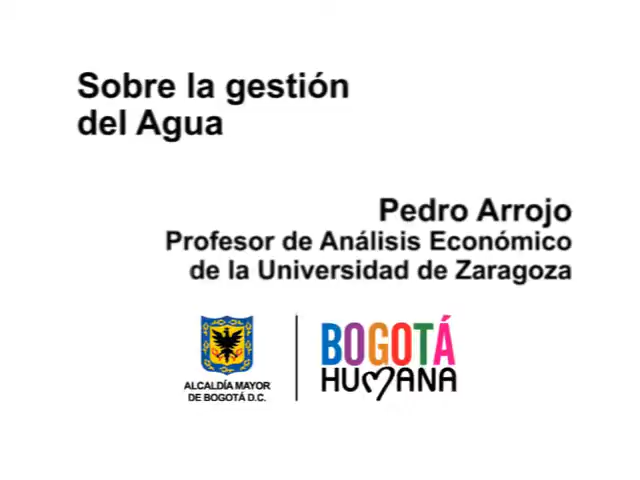 Sobre la gestión
del Agua
Pedro Arrojo
Profesor de Análisis Económico
de la Universidad de Zaragoza
ALCALDÍA MAYOR
DE BOGOTÁ D.C.
BOGOTÁ
HUMANA